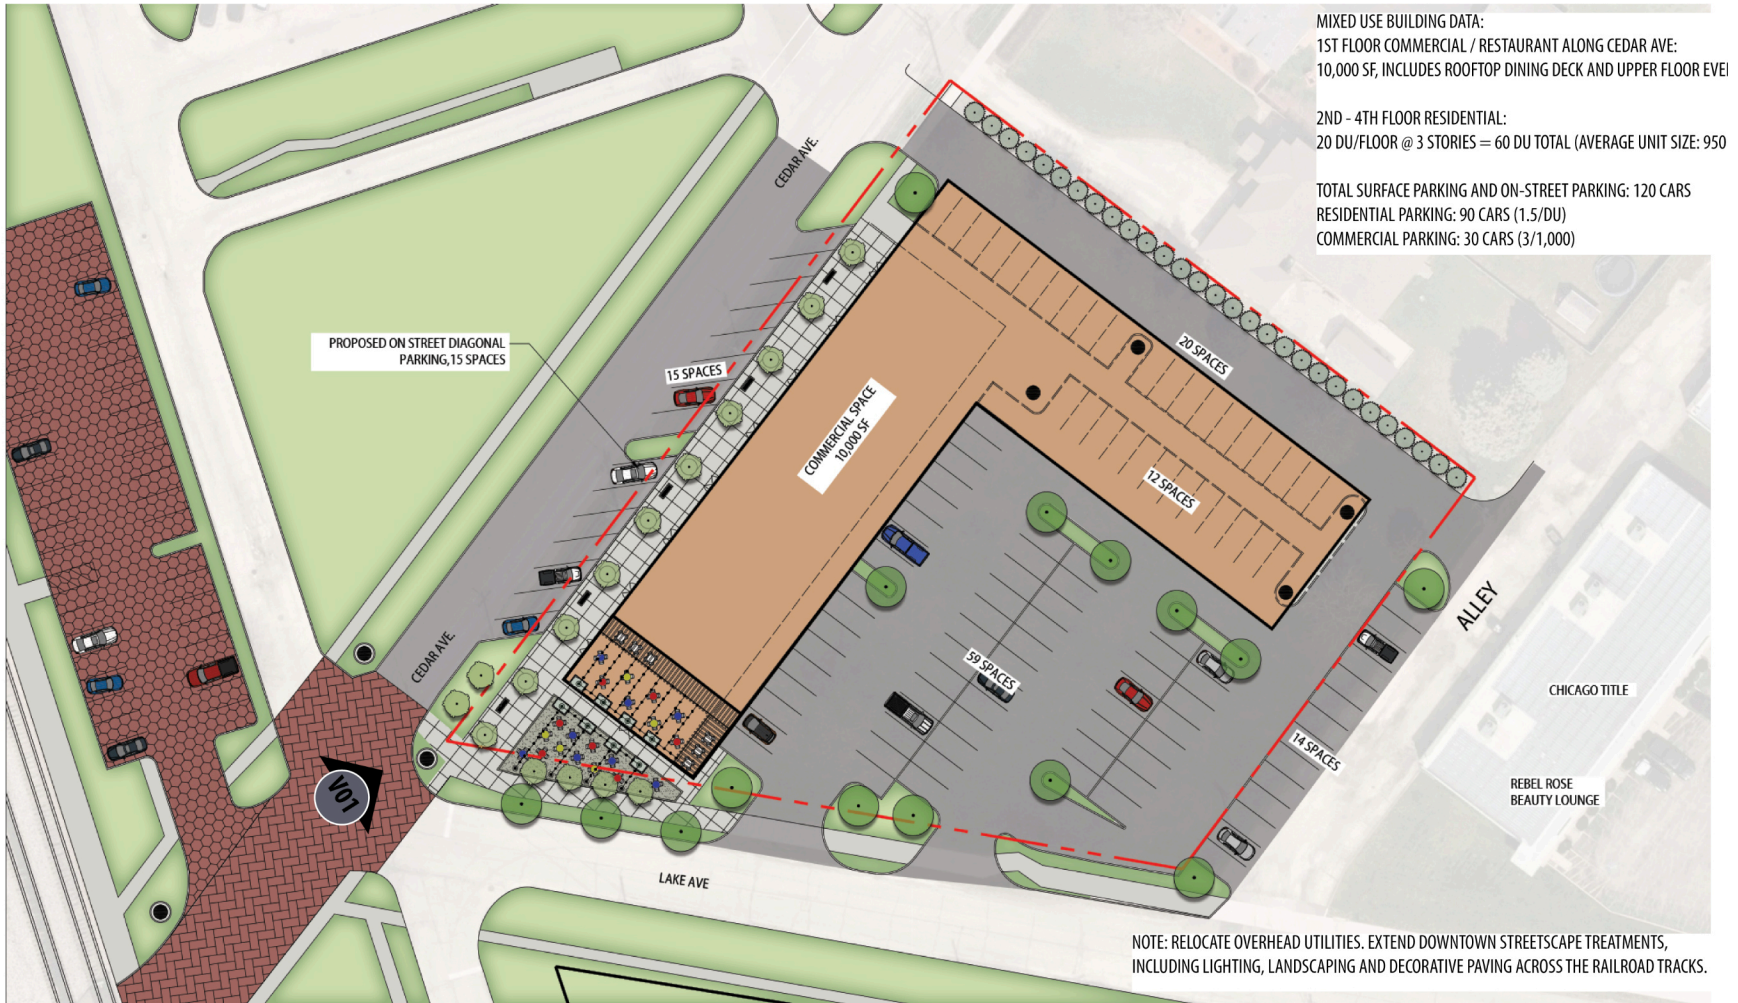 MIXED USE BUILDING DATA:
1ST FLOOR COMMERCIAL / RESTAURANT ALONG CEDAR AVE:
10,000 SF, INCLUDES ROOFTOP DINING DECK AND UPPER FLOOR EVE
2ND - 4TH FLOOR RESIDENTIAL:
20 DU/FLOOR @ 3 STORIES = 60 DU TOTAL (AVERAGE UNIT SIZE: 950
TOTAL SURFACE PARKING AND ON-STREET PARKING: 120 CARS
RESIDENTIAL PARKING: 90 CARS (1.5/DU)
COMMERCIAL PARKING: 30 CARS (3/1,000)
CEDAR AVE.
PROPOSED ON STREET DIAGONAL
PARKING,15 SPACES
15 SPACES
20 SPACES
COMMERCIAL SPACE
10,000 SF
12 SPACES
ALLEY
CEDAR AVE.
59 SPACES
CHICAGO TITLE
14 SPACES
REBEL ROSE
BEAUTY LOUNGE
V01
LAKE AVE
NOTE: RELOCATE OVERHEAD UTILITIES. EXTEND DOWNTOWN STREETSCAPE TREATMENTS,
INCLUDING LIGHTING, LANDSCAPING AND DECORATIVE PAVING ACROSS THE RAILROAD TRACKS.